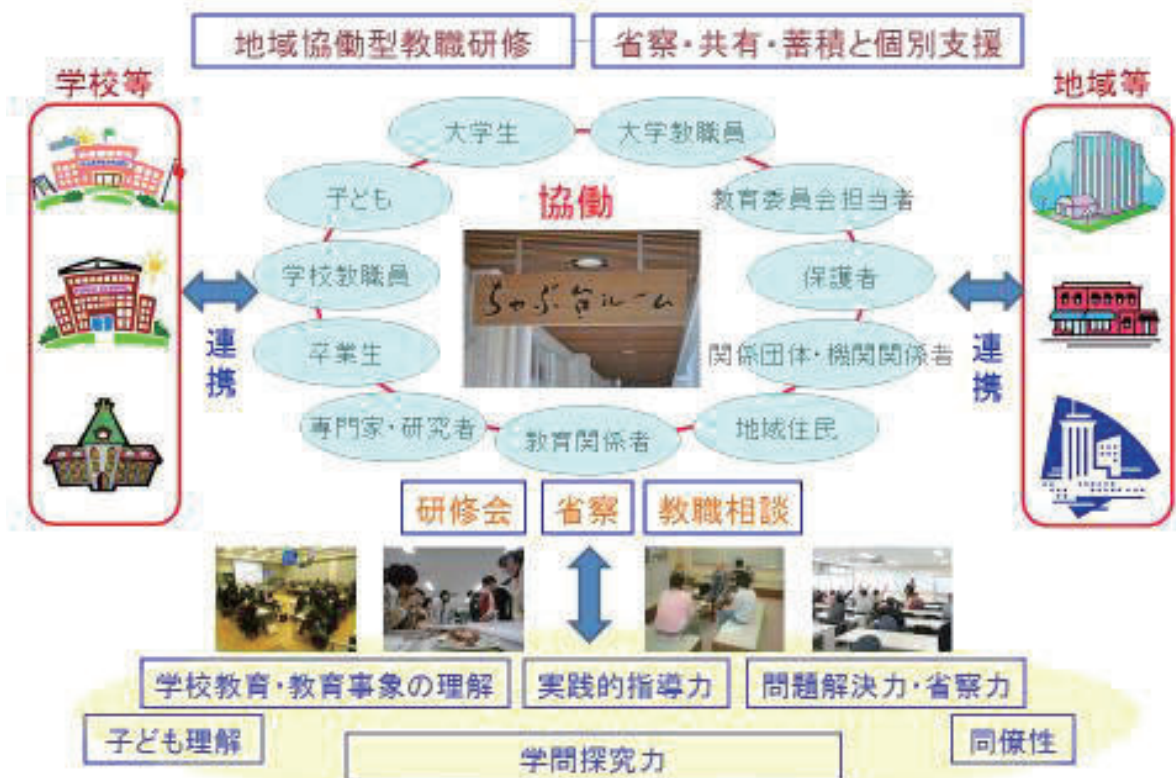 地域協働型教職研修
省察・共有・蓄積と個別支援
学校等
地域等
大学生
大学教職員
子ども
協働
教育委員会担当者
学校教職員
ちゃぶ台ルーム
保護者
連携
卒業生
関係団体・機関関係者
連携
専門家・研究者
教育関係者
地域住民
研修会
省察
教職相談
学校教育・教育事象の理解
実践的指導力
問題解決力・省察力
子ども理解
学問探究力
同僚性